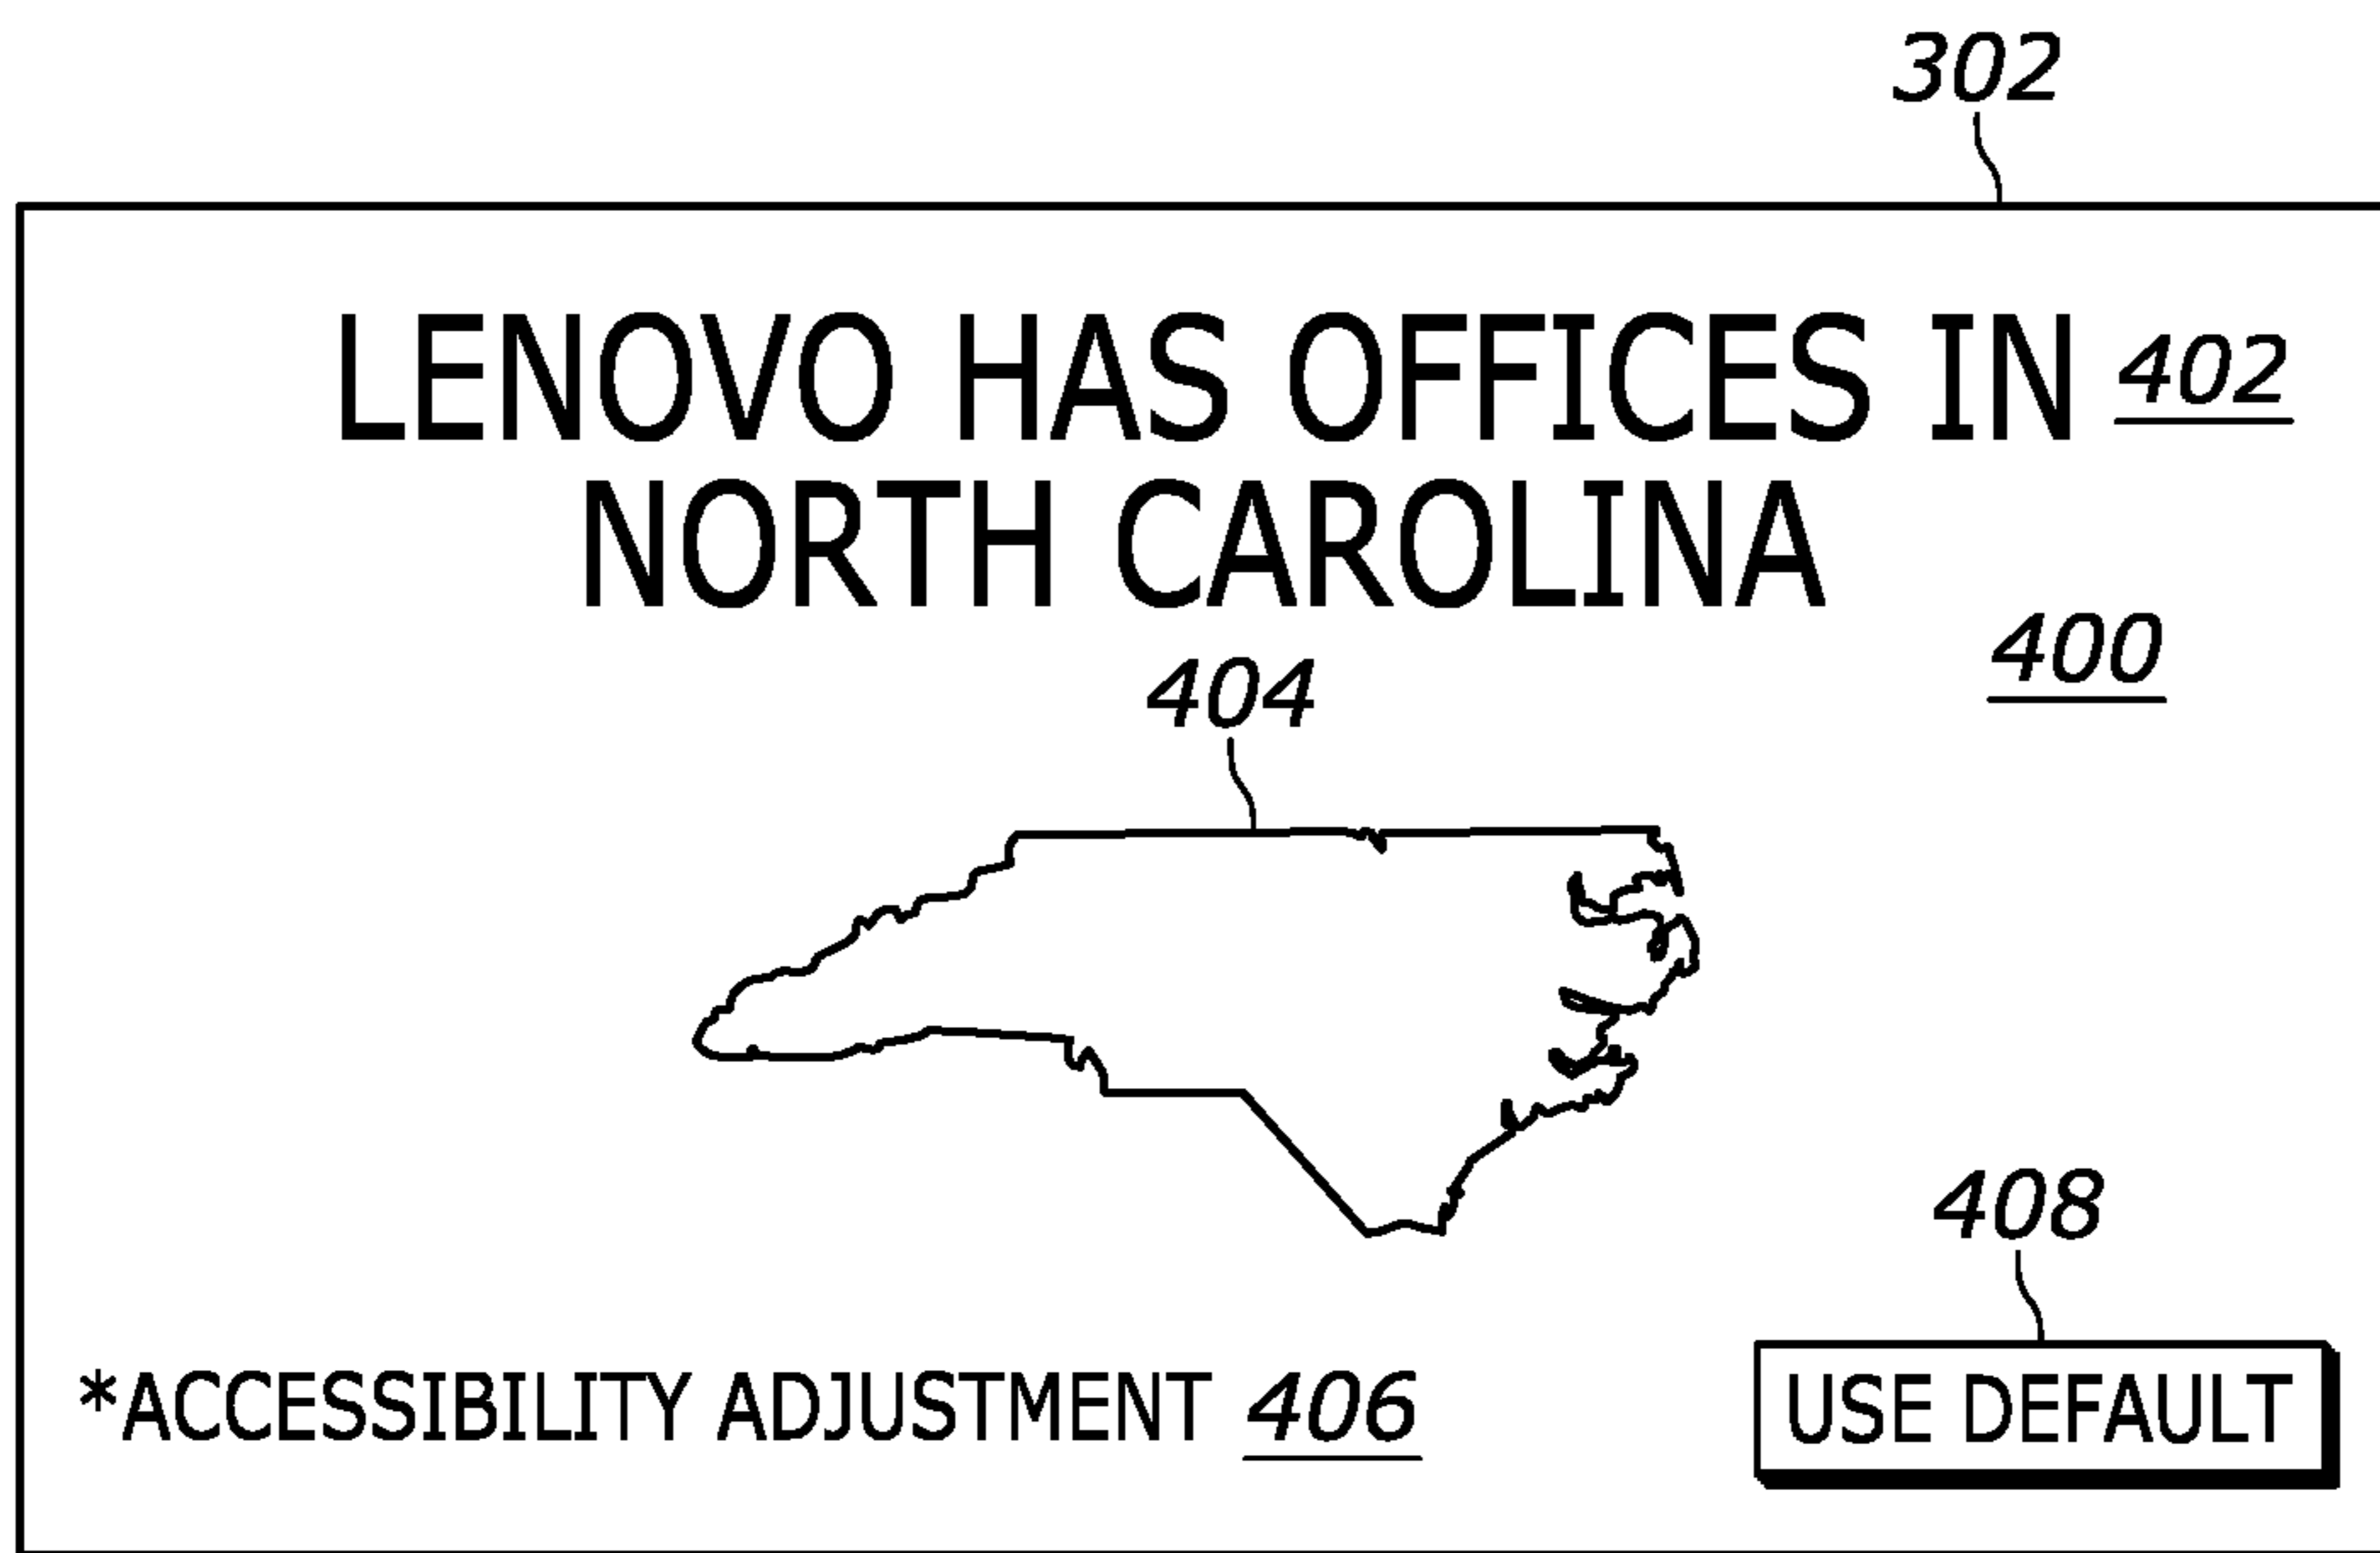 302
LENOVO HAS OFFICES IN 402
NORTH CAROLINA
400
404
408
*ACCESSIBILITY ADJUSTMENT 406
USE DEFAULT